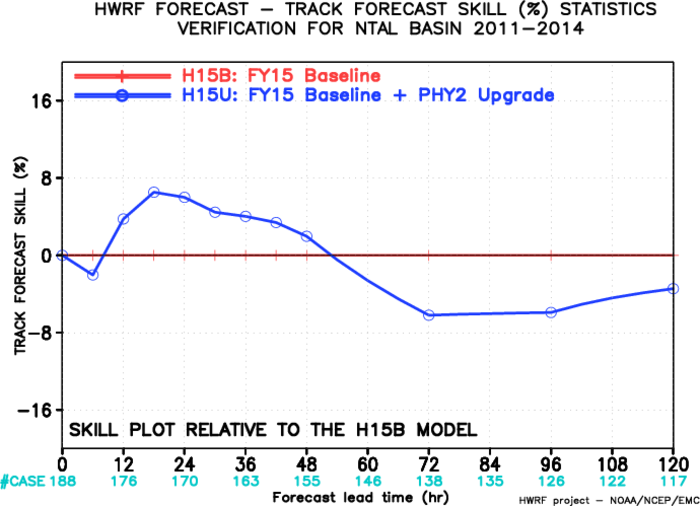 HWRF FORECAST – TRACK FORECAST SKILL (%) STATISTICS
VERIFICATION FOR NTAL BASIN 2011–2014
H15B: FY15 Baseline
H15U: FY15 Baseline + PHY2 Upgrade
TRACK FORECAST SKILL (%)
16
8
0
–8
–16
SKILL PLOT RELATIVE TO THE H15B MODEL
0 12 24 36 48 60 72 84 96 108 120
#CASE 188 176 170 163 155 146 138 135 126 122 117
Forecast lead time (hr)
HWRF project – NOAA/NCEP/EMC